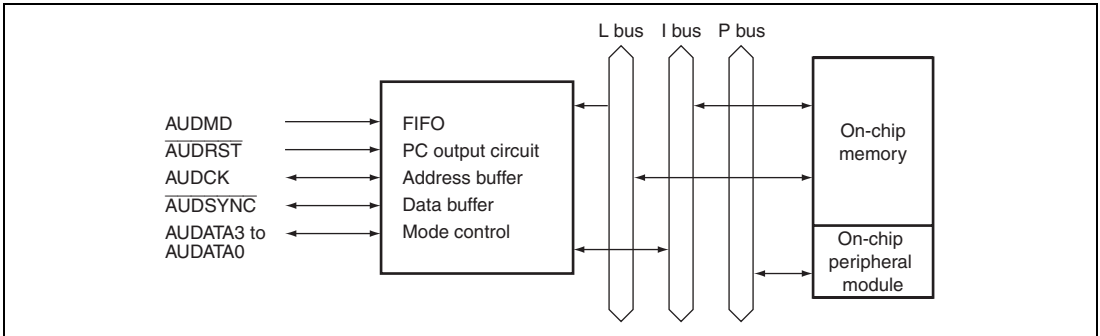 L bus I bus P bus
AUDMD
AUDRST
AUDCK
AUDSYNC
AUDATA3 to
AUDATA0
FIFO
PC output circuit
Address buffer
Data buffer
Mode control
On-chip
memory
On-chip
peripheral
module